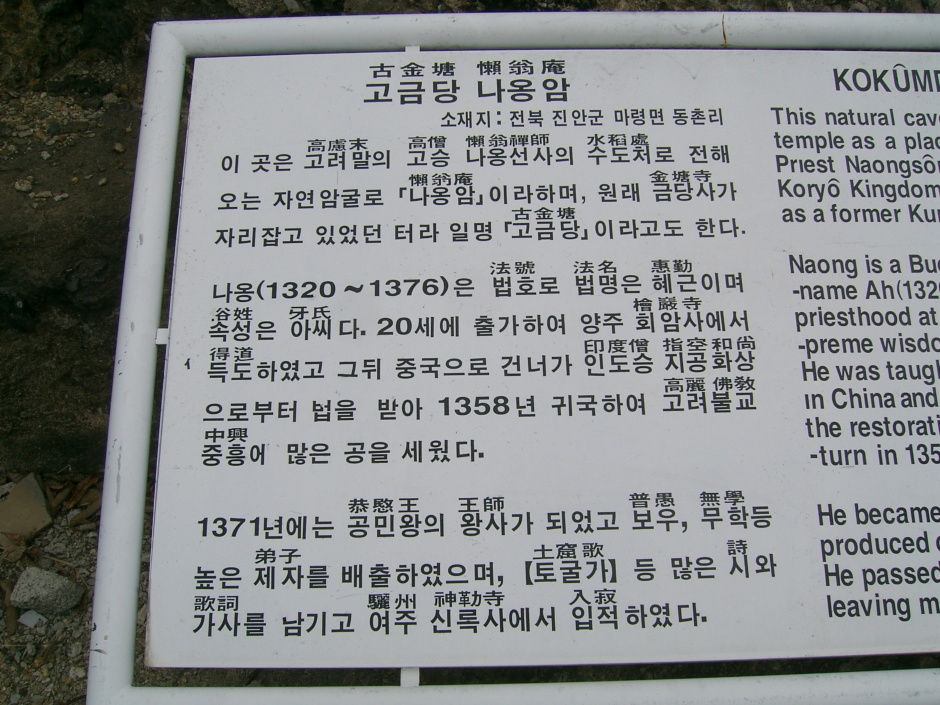 古金塘 懶翁庵
고금당 나옹암
소재지: 전북 진안군 마령면 동촌리
高慮末 高僧 懶翁禪師 水稻處
이 곳은 고려말의 고승 나옹선사의 수도처로 전해
懶翁庵 金塘寺
오는 자연암굴로 「나옹암」이라하며, 원래 금당사가
古金塘
자리잡고 있었던 터라 일명 「고금당」이라고도 한다.
法號 法名 惠勤
나옹(1320 ~ 1376)은 법호로 법명은 혜근이며
俗姓 牙氏 檜巖寺
속성은 아씨다. 20세에 출가하여 양주 회암사에서
得道 印度僧 指空和尙
득도하였고 그뒤 중국으로 건너가 인도승 지공화상
高麗佛敎
으로부터 법을 받아 1358년 귀국하여 고려불교
中興
중흥에 많은 공을 세웠다.
恭愍王 王師 普愚 無學
1371년에는 공민왕의 왕사가 되었고 보우, 무학등
弟子 土窟歌 詩
높은 제자를 배출하였으며, 【토굴가】 등 많은 시와
歌詞 驪州 神勒寺 入寂
가사를 남기고 여주 신록사에서 입적하였다.
This natural
temple as a
Priest
Koryô Kingdom
as a former
Naong is a
-name Ah(
priesthood at
-preme
He was
in China and
the
-turn in
He became
produced
He passed
leaving